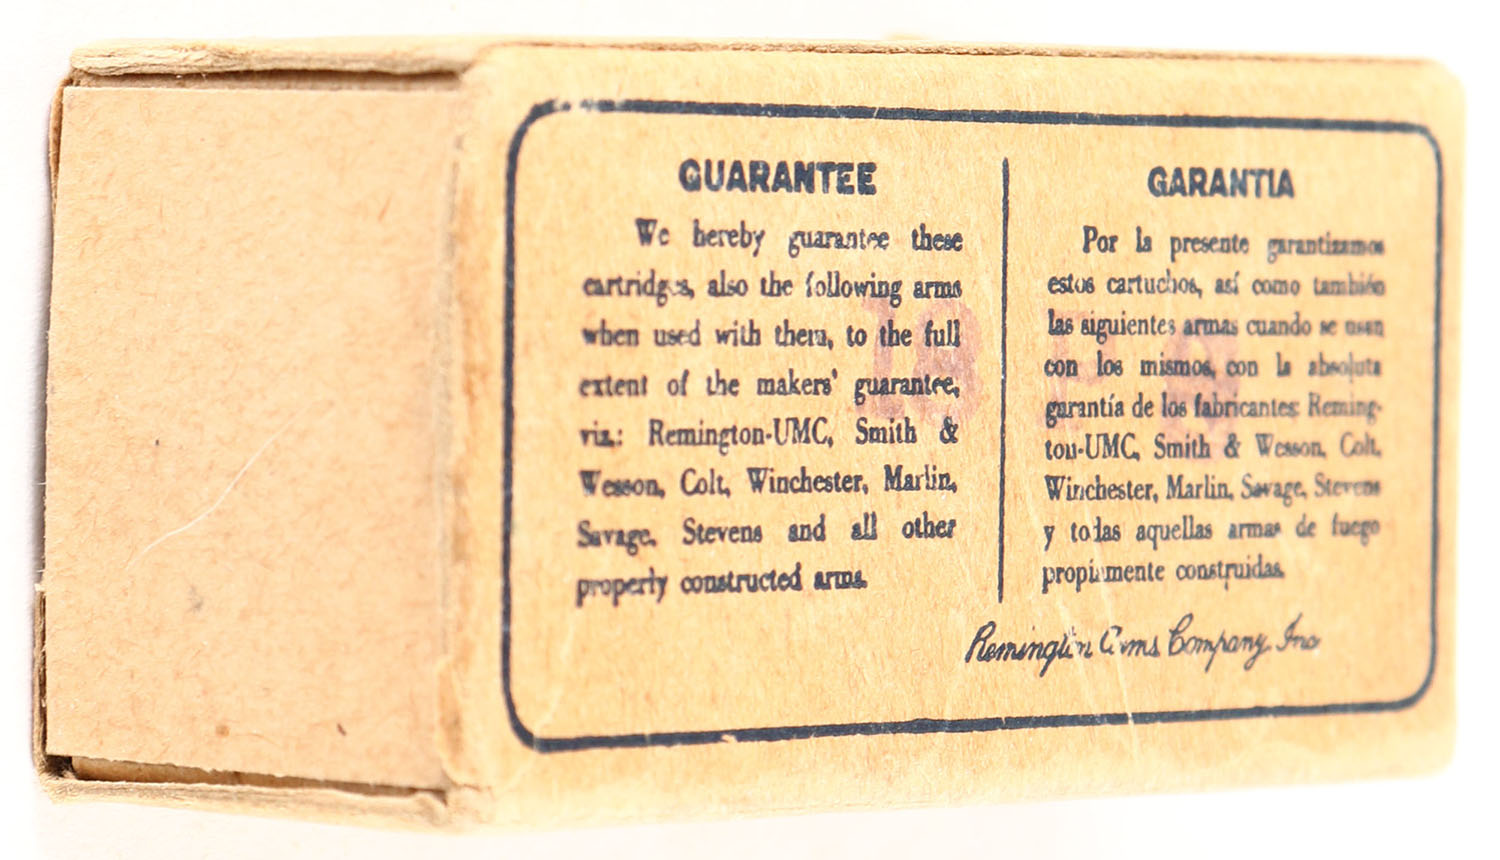 GUARANTEE
We hereby guarantee these
cartridges, also the following arms
when used with them, to the full
extent of the makers' guarantee,
viz.: Remington-UMC, Smith &
Wesson, Colt, Winchester, Marlin,
Savage, Stevens and all other
properly constructed arms.
GARANTIA
Por la presente garantizamos
estos cartuchos, así como también
las siguientes armas cuando se usen
con los mismos, con la absoluta
garantía de los fabricantes: Reming-
ton-UMC, Smith & Wesson, Colt,
Winchester, Marlin, Savage, Stevens
y todas aquellas armas de fuego
propiamente construidas.
Remington Arms Company, Inc